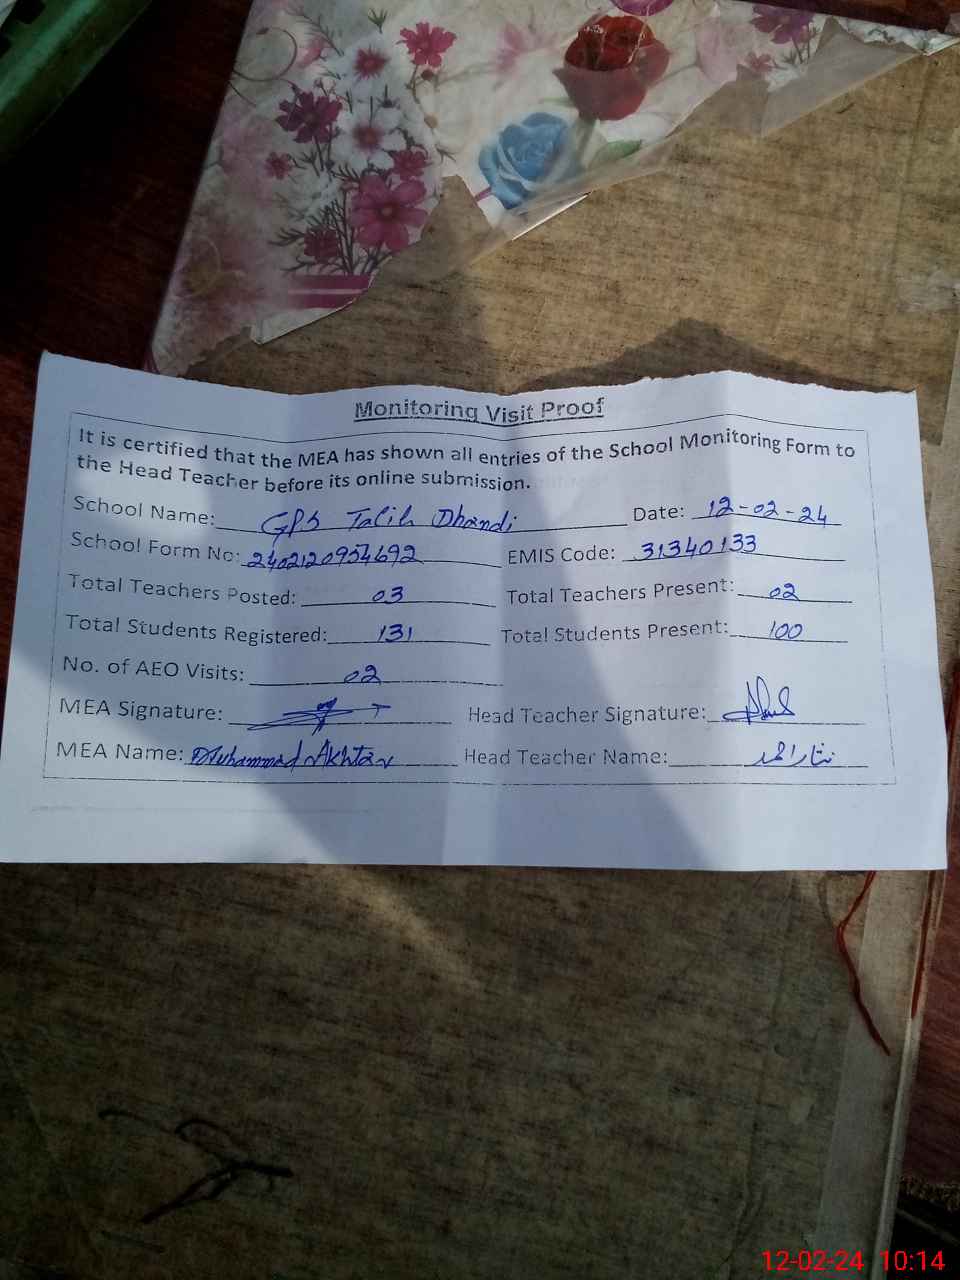 Monitoring Visit Proof
It is certified that the MEA has shown all entries of the School Monitoring Form to
the Head Teacher before its online submission.
School Name: GPS Talib Dhandi Date: 12-02-24
School Form No: 2402120954692 EMIS Code: 31340133
Total Teachers Posted: 03 Total Teachers Present: 02
Total Students Registered: 131 Total Students Present: 100
No. of AEO Visits: 02
MEA Signature: Head Teacher Signature:
MEA Name: Muhammad Akhtar Head Teacher Name: نثار احمد
12-02-24 10:14